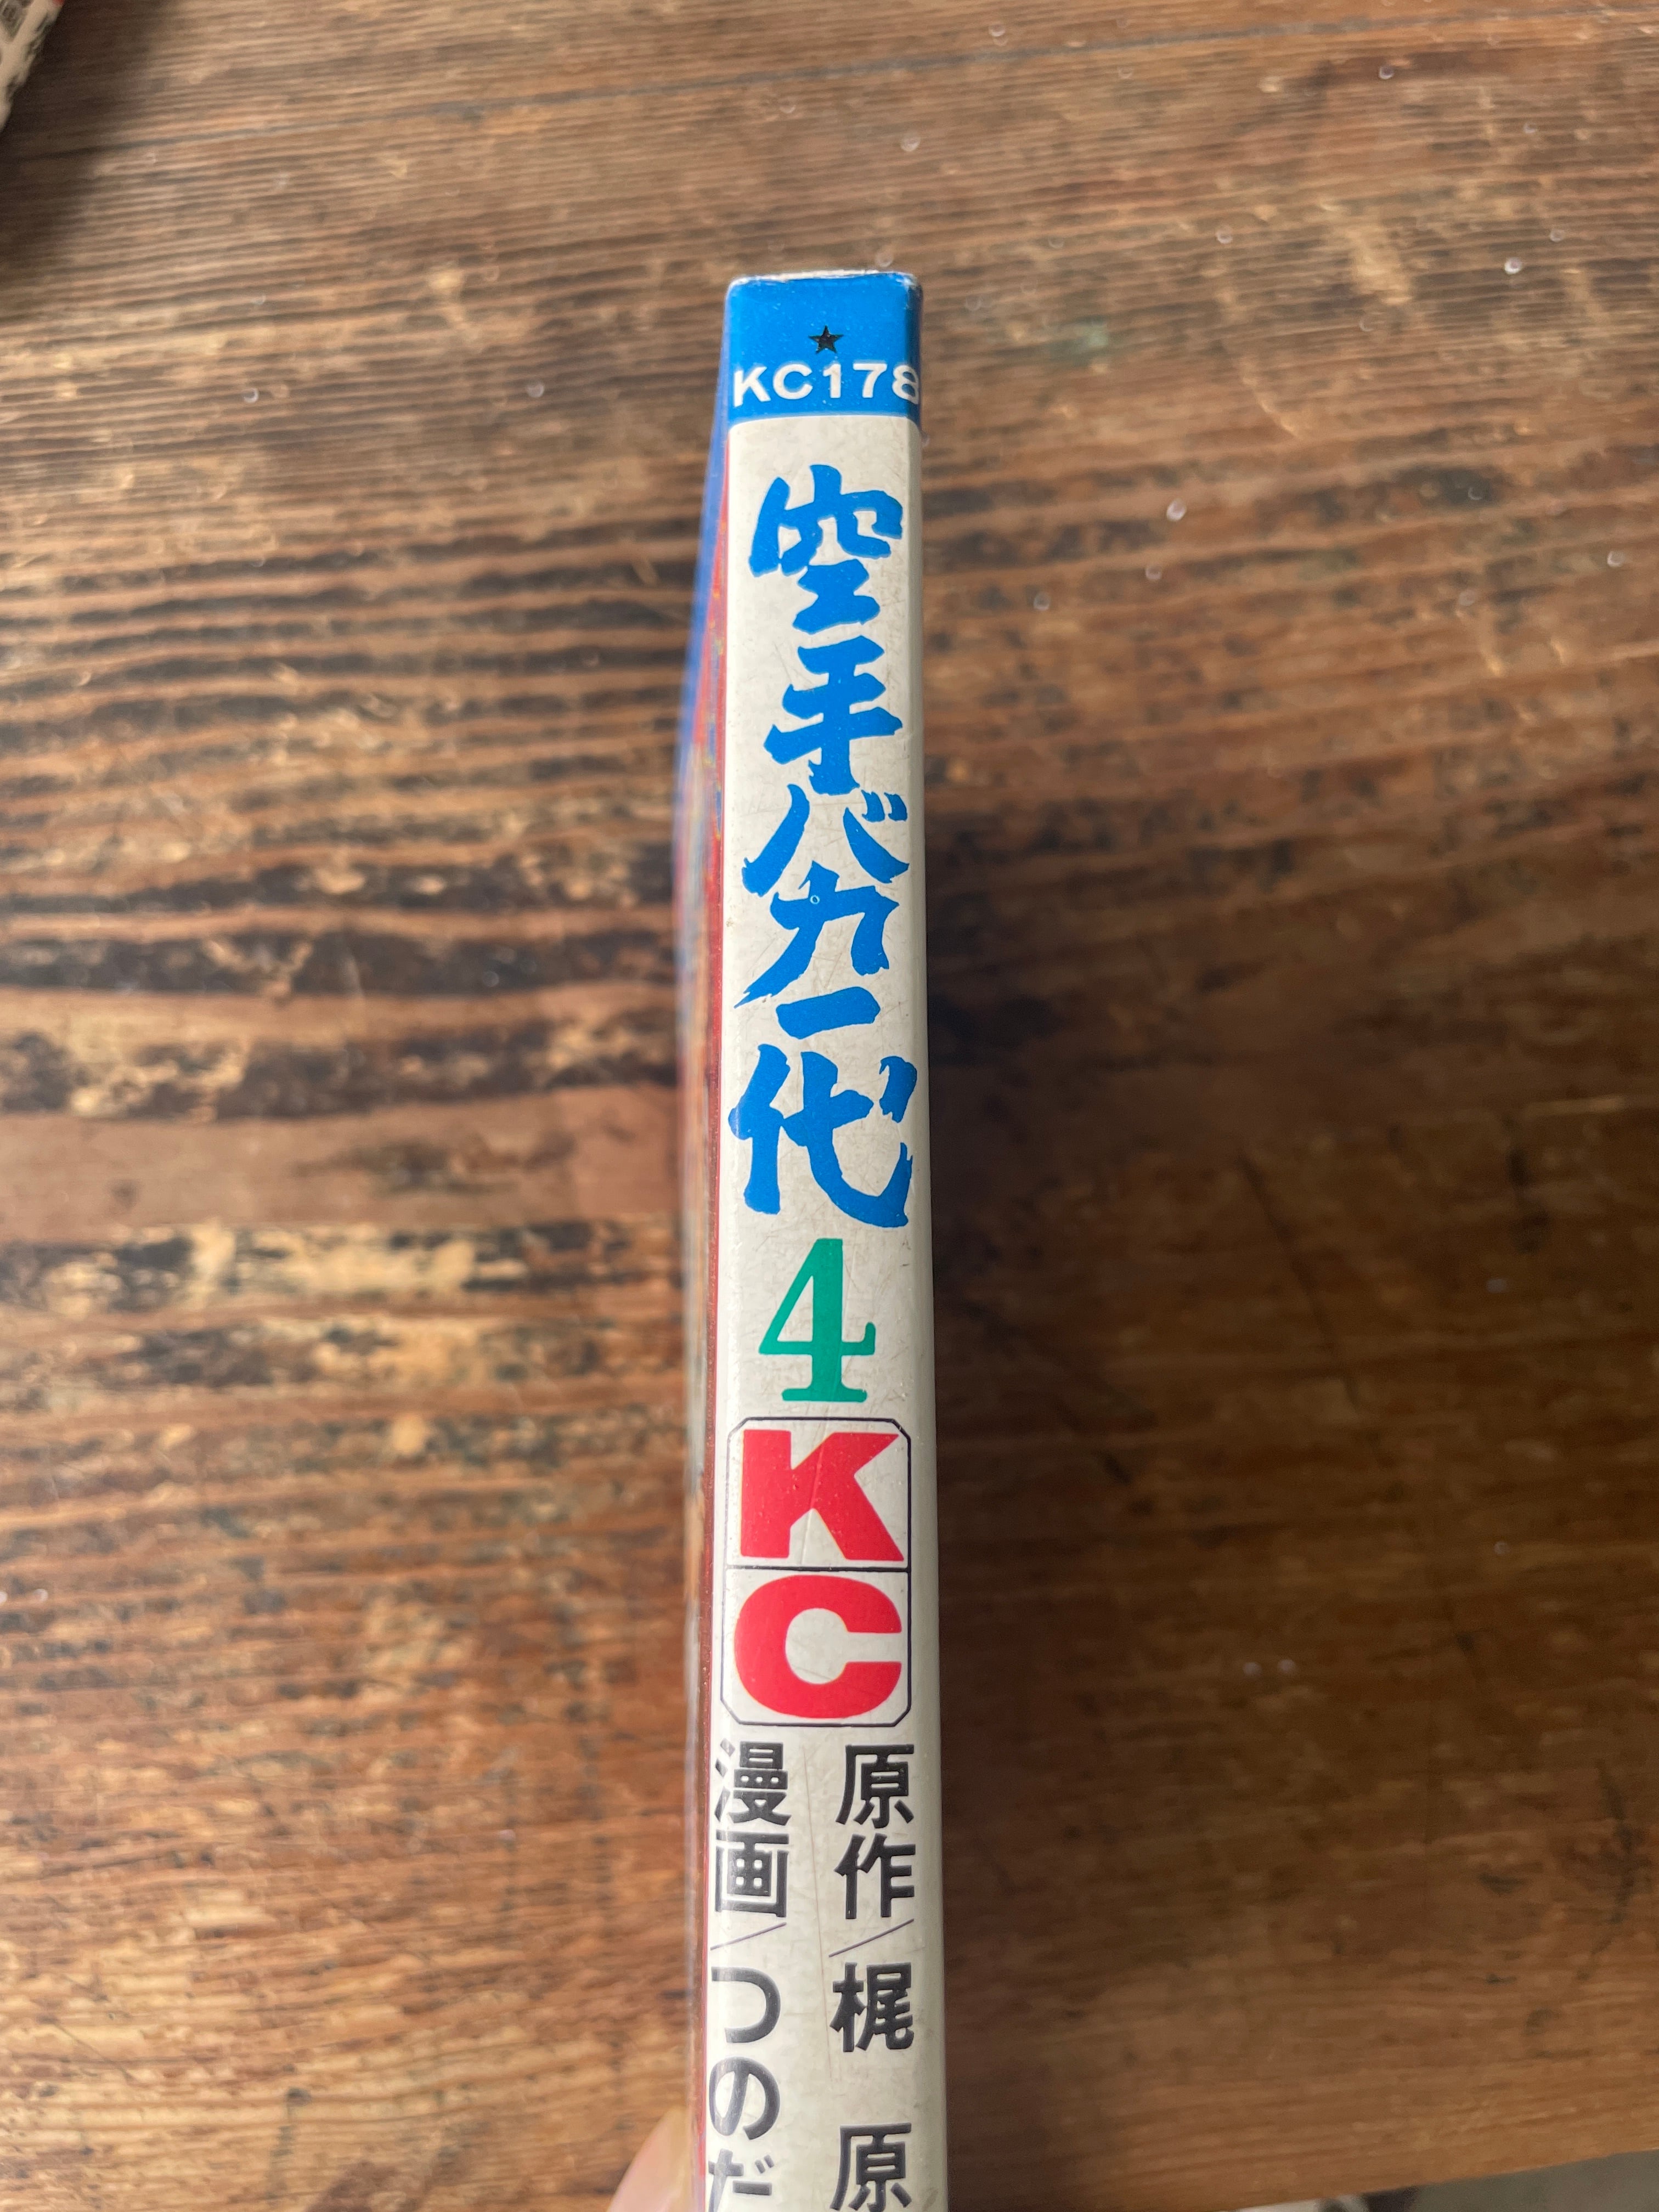 ★
KC178
空手バカ一代
4
KC
原作/梶原
漫画/つのだ